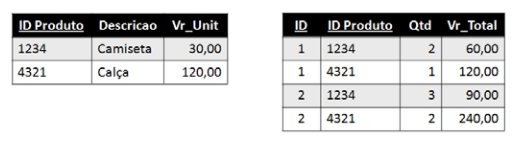 ID Produto Descricao Vr_Unit
1234 Camiseta 30,00
4321 Calça 120,00
ID ID Produto Qtd Vr_Total
1 1234 2 60,00
1 4321 1 120,00
2 1234 3 90,00
2 4321 2 240,00